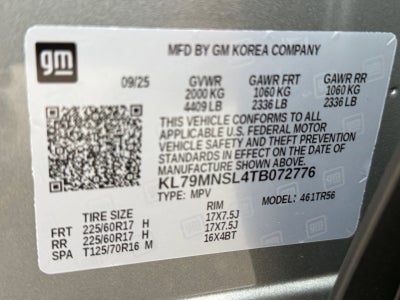 gm
MFD BY GM KOREA COMPANY
09/25 GVWR GAWR FRT GAWR RR
2000 KG 1060 KG 1060 KG
4409 LB 2336 LB 2336 LB
THIS VEHICLE CONFORMS TO ALL
APPLICABLE U.S. FEDERAL MOTOR
VEHICLE SAFETY AND THEFT PREVENTION
STANDARDS IN EFFECT ON THE DATE OF
MANUFACTURE SHOWN ABOVE.
KL79MNSL4TB072776
TYPE: MPV MODEL: 461TR56
TIRE SIZE RIM
FRT 225/60R17 H 17X7.5J
RR 225/60R17 H 17X7.5J
SPA T125/70R16 M 16X4BT